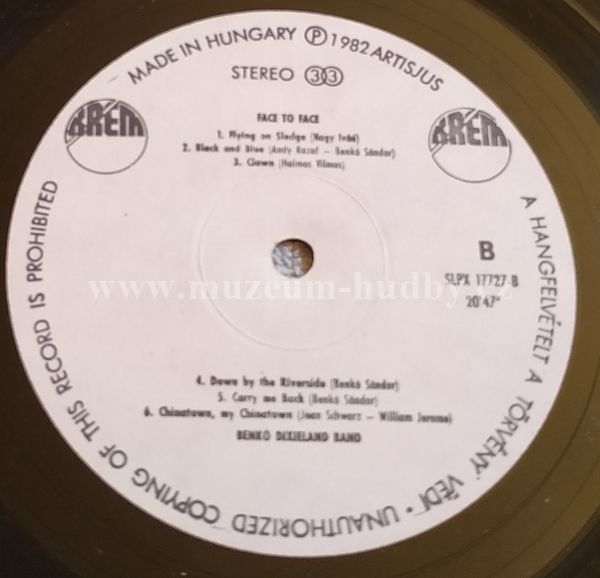 MADE IN HUNGARY Ⓟ 1982 ARTISJUS
STEREO 33
KRÉM
KRÉM
FACE TO FACE
1. Flying on Sledge (Nagy Iván)
2. Black and Blue (Andy Razaf – Benkó Sándor)
3. Clown (Halmos Vilmos)
B
SLPX 17727-B
20'47"
www.muzeum-hudby.cz
4. Down by the Riverside (Benkó Sándor)
5. Carry me Back (Benkó Sándor)
6. Chinatown, my Chinatown (Jean Schwarz – William Jerome)
BENKÓ DIXIELAND BAND
A HANGFELVÉTELT A TÖRVÉNY VÉDI • UNAUTHORIZED COPYING OF THIS RECORD IS PROHIBITED